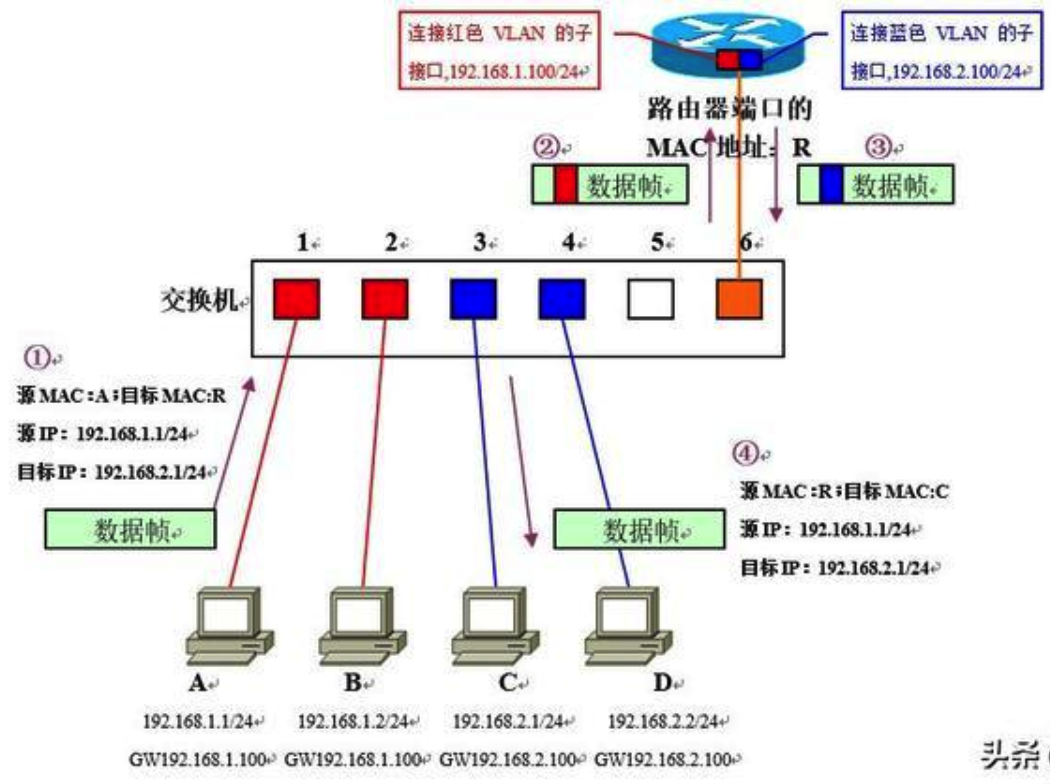 连接红色 VLAN 的子
接口,192.168.1.100/24
连接蓝色 VLAN 的子
接口,192.168.2.100/24
路由器端口的
MAC 地址：R
②
数据帧
③
数据帧
1 2 3 4 5 6
交换机
①
源 MAC：A；目标 MAC:R
源 IP：192.168.1.1/24
目标 IP：192.168.2.1/24
数据帧
④
源 MAC：R；目标 MAC:C
源 IP：192.168.1.1/24
目标 IP：192.168.2.1/24
数据帧
A B C D
192.168.1.1/24 192.168.1.2/24 192.168.2.1/24 192.168.2.2/24
GW192.168.1.100 GW192.168.1.100 GW192.168.2.100 GW192.168.2.100
头条